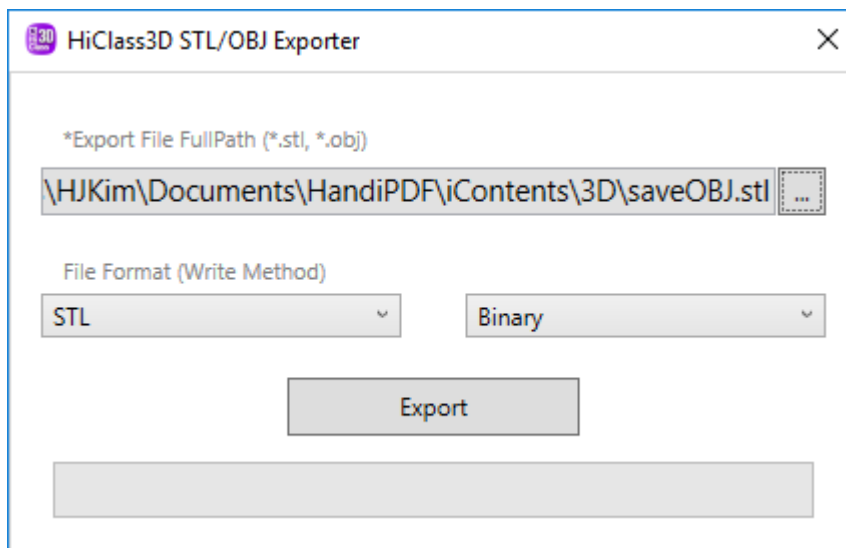 HiClass3D STL/OBJ Exporter
*Export File FullPath (*.stl, *.obj)
\HJKim\Documents\HandiPDF\iContents\3D\saveOBJ.stl ...
File Format (Write Method)
STL Binary
Export